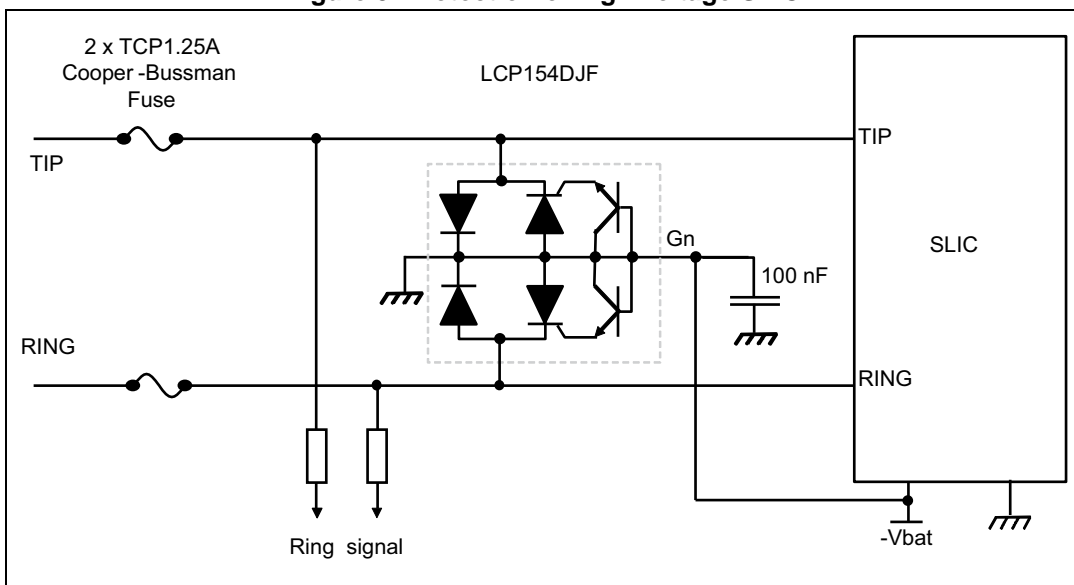 2 x TCP1.25A
Cooper -Bussman
Fuse
LCP154DJF
TIP
TIP
Gn
SLIC
100 nF
RING
RING
Ring signal
-Vbat